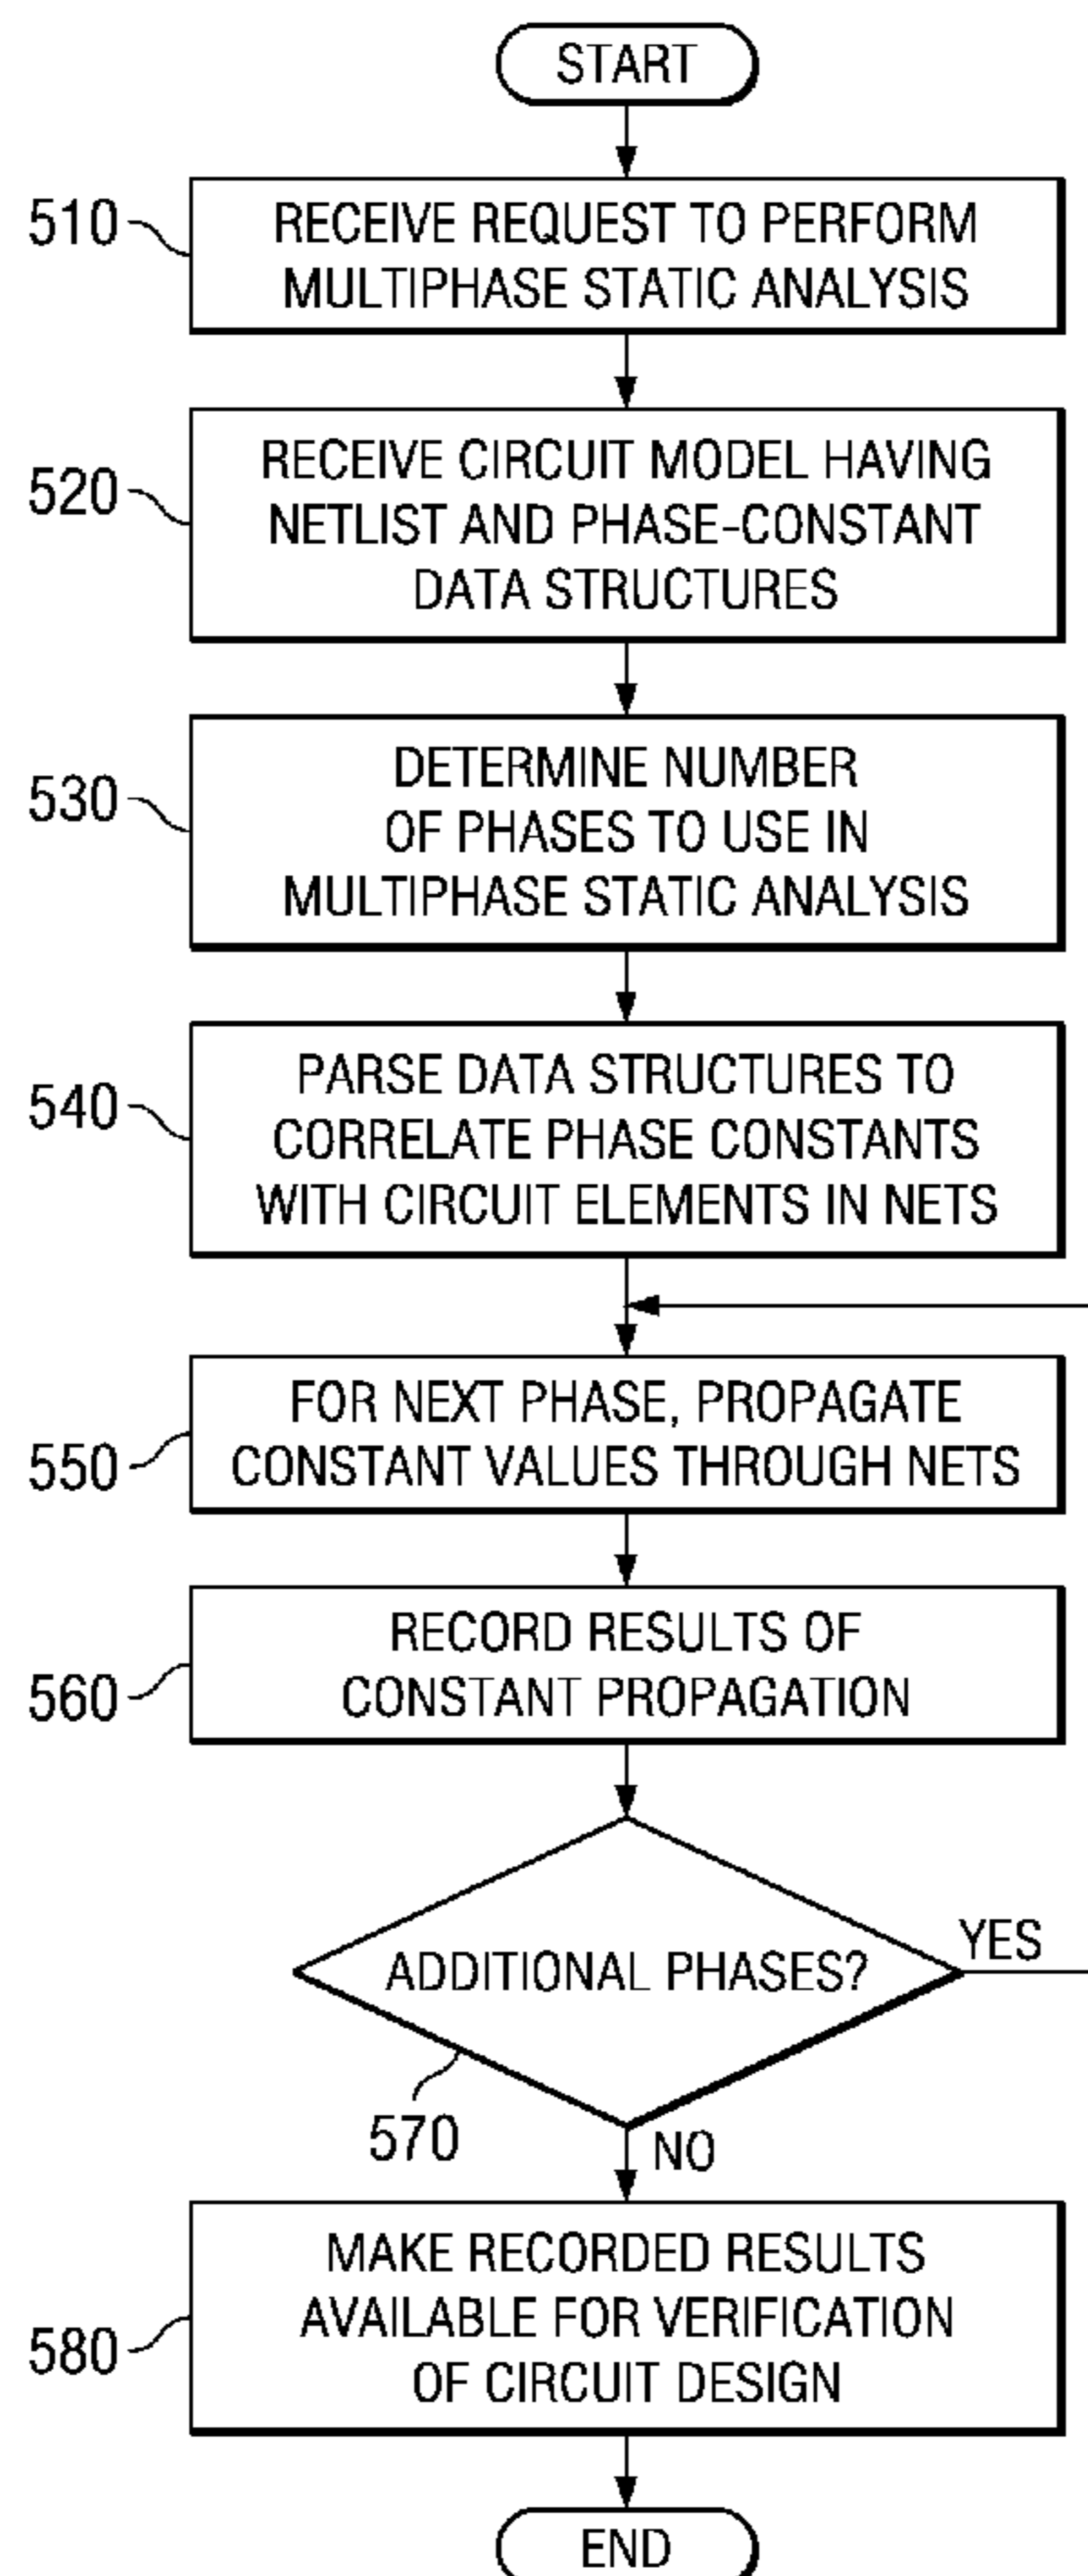 START
510
RECEIVE REQUEST TO PERFORM
MULTIPHASE STATIC ANALYSIS
520
RECEIVE CIRCUIT MODEL HAVING
NETLIST AND PHASE-CONSTANT
DATA STRUCTURES
530
DETERMINE NUMBER
OF PHASES TO USE IN
MULTIPHASE STATIC ANALYSIS
540
PARSE DATA STRUCTURES TO
CORRELATE PHASE CONSTANTS
WITH CIRCUIT ELEMENTS IN NETS
550
FOR NEXT PHASE, PROPAGATE
CONSTANT VALUES THROUGH NETS
560
RECORD RESULTS OF
CONSTANT PROPAGATION
ADDITIONAL PHASES?
YES
570
NO
580
MAKE RECORDED RESULTS
AVAILABLE FOR VERIFICATION
OF CIRCUIT DESIGN
END